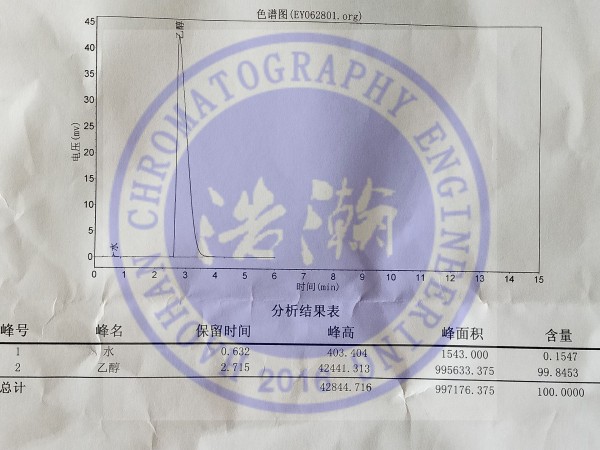 色谱图(EY062801.org)
电压(mv)
45
40
35
30
25
20
15
10
5
0
乙醇
水
0 1 2 3 4 5 6 7 8 9 10 11 12 13 14 15
时间(min)
HAOHAN CHROMATOGRAPHY ENGINEERING
浩瀚
分析结果表
峰号 峰名 保留时间 峰高 峰面积 含量
1 水 0.632 403.404 1543.000 0.1547
2 乙醇 2.715 42441.313 995633.375 99.8453
总计 42844.716 997176.375 100.0000